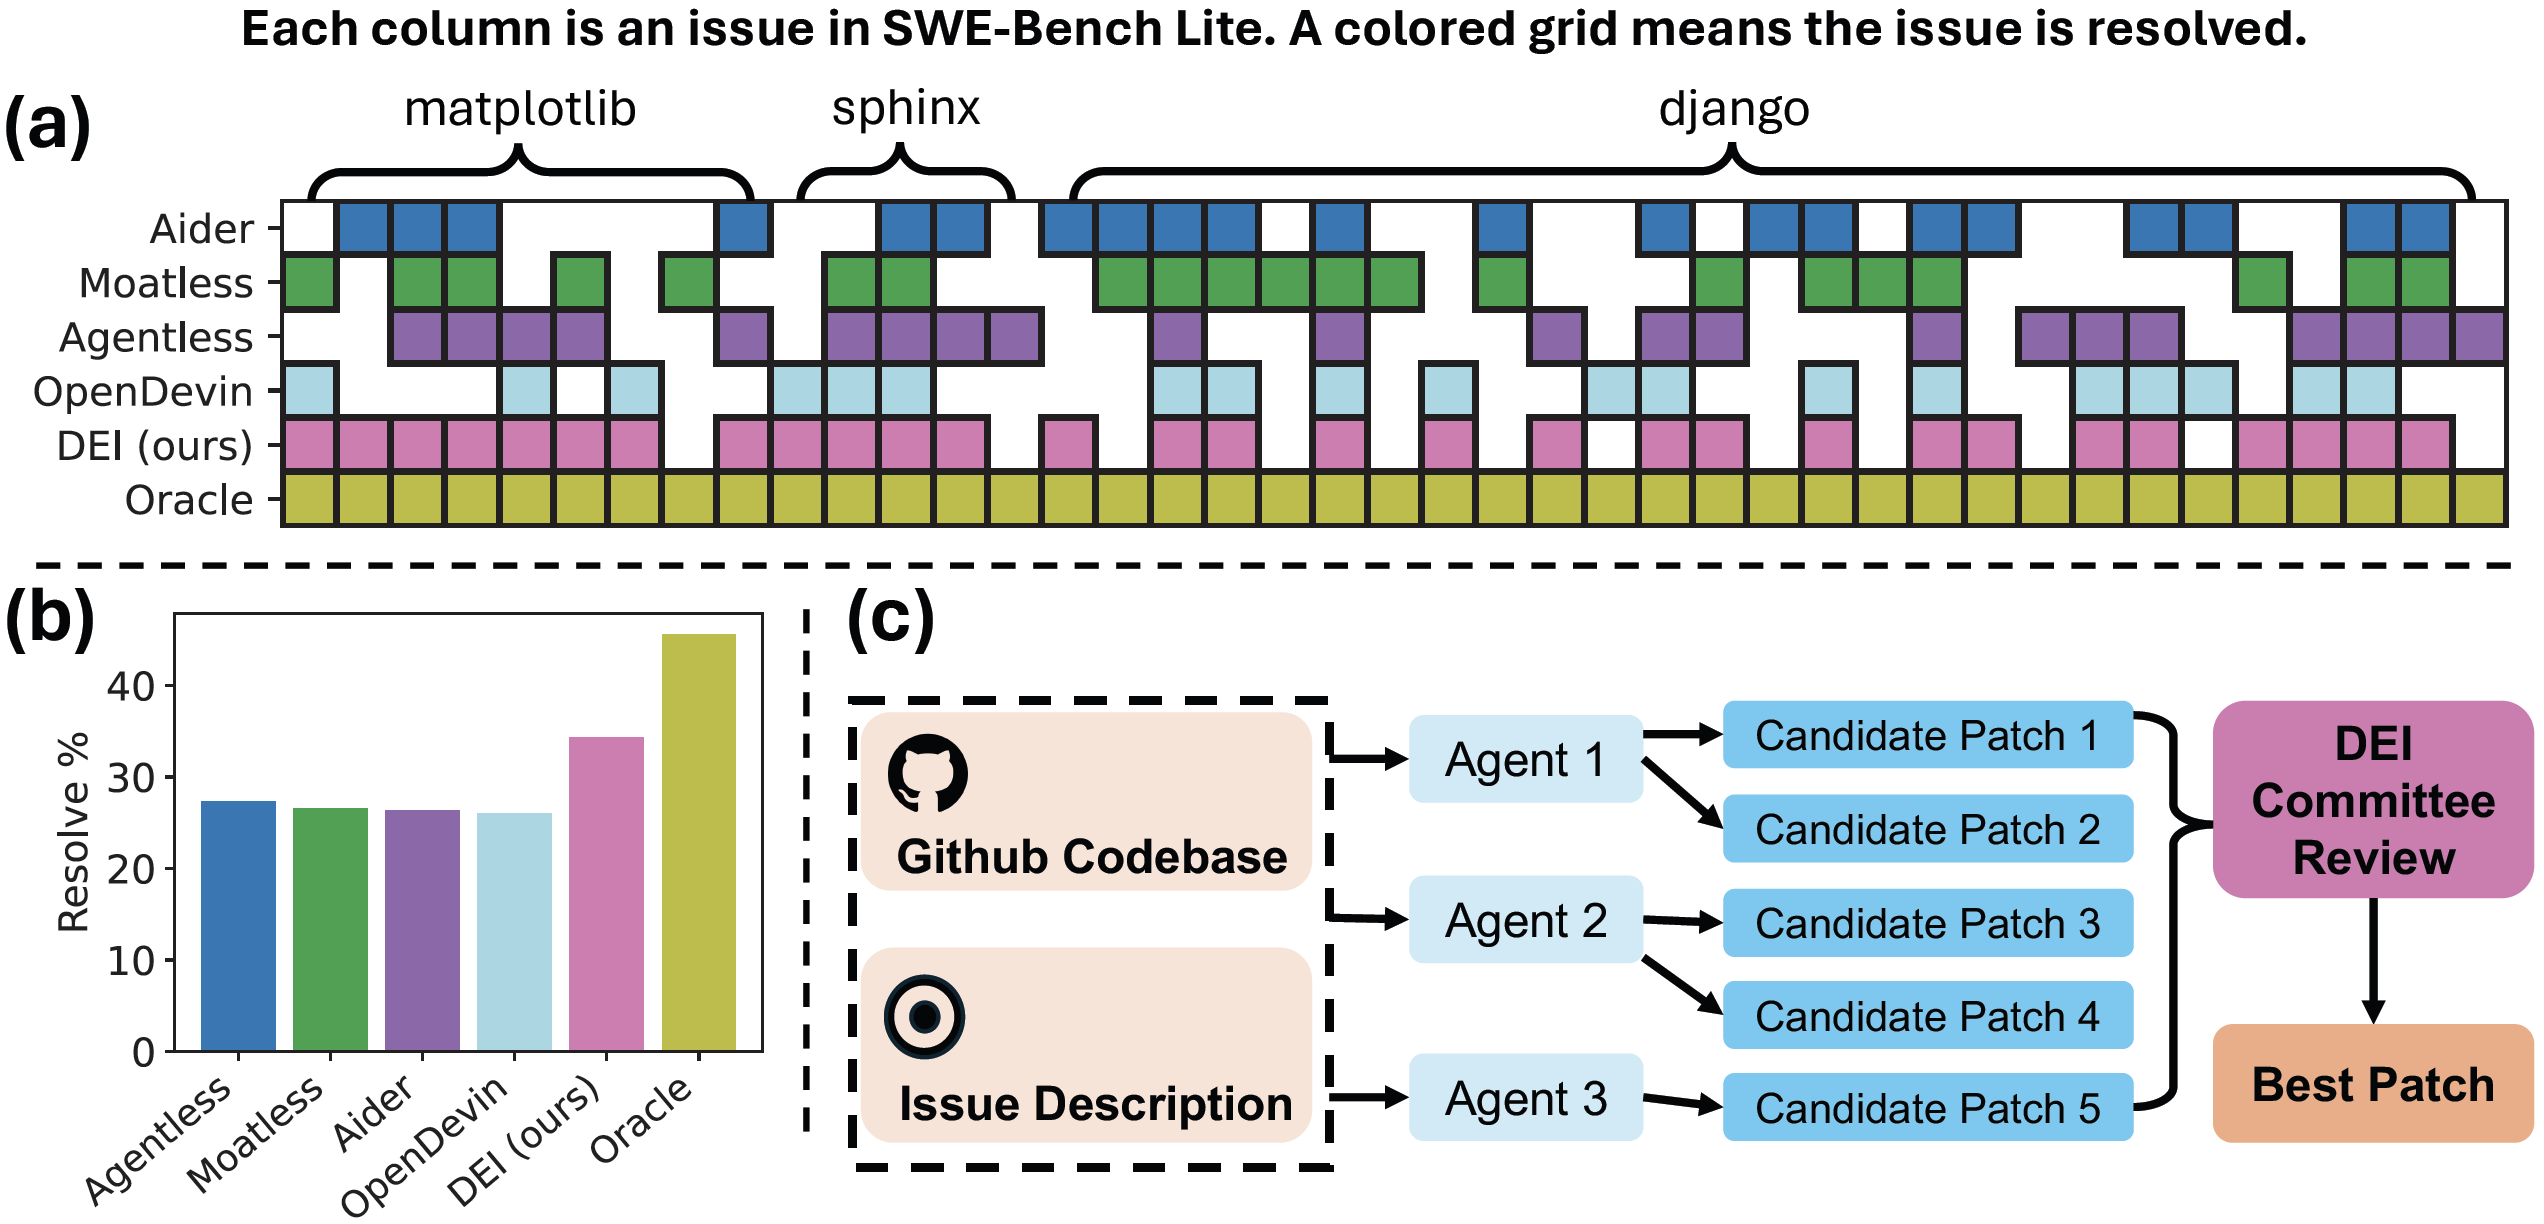 Each column is an issue in SWE-Bench Lite. A colored grid means the issue is resolved.
(a)
matplotlib
sphinx
django
Aider
Moatless
Agentless
OpenDevin
DEI (ours)
Oracle
(b)
Resolve %
40
30
20
10
0
Agentless
Moatless
Aider
OpenDevin
DEI (ours)
Oracle
(c)
Github Codebase
Issue Description
Agent 1
Agent 2
Agent 3
Candidate Patch 1
Candidate Patch 2
Candidate Patch 3
Candidate Patch 4
Candidate Patch 5
DEI
Committee
Review
Best Patch